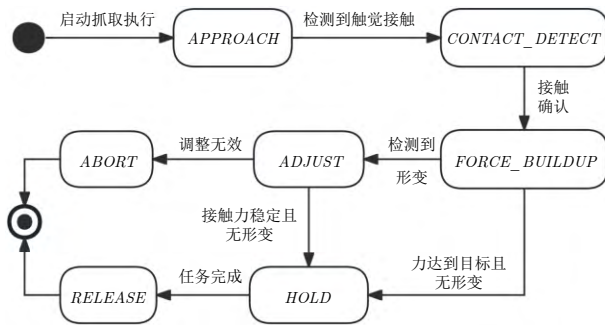 启动抓取执行
APPROACH
检测到触觉接触
CONTACT_DETECT
接触
确认
ABORT
调整无效
ADJUST
检测到
形变
FORCE_BUILDUP
接触力稳定且
无形变
力达到目标且
无形变
RELEASE
任务完成
HOLD